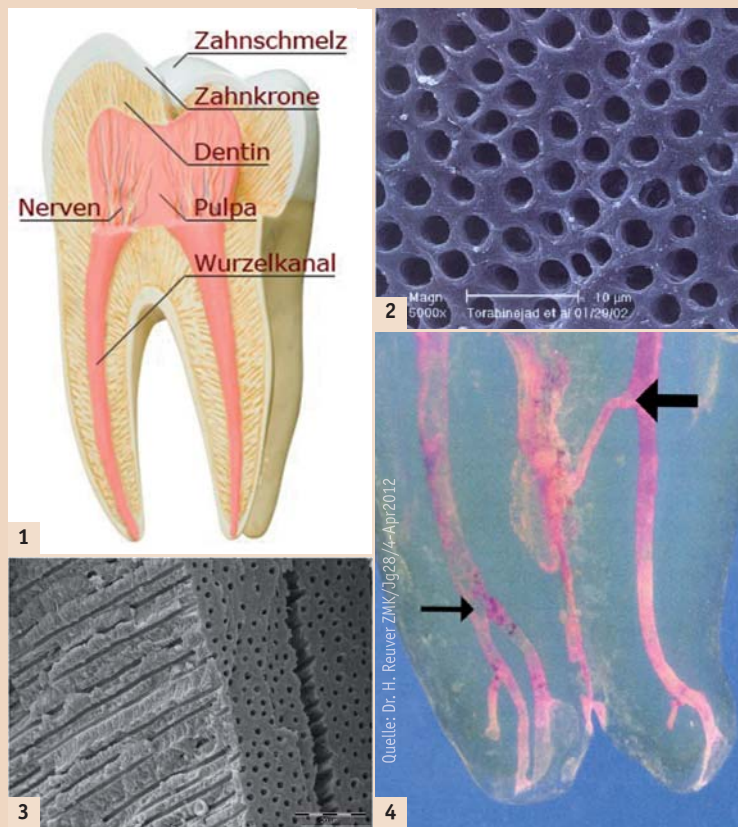 Zahnschmelz
Zahnkrone
Dentin
Nerven
Pulpa
Wurzelkanal
1
Magn
5000x
10 µm
Torabinejad et al 01/29/02
2
3
Quelle: Dr. H. Reuver ZMK/Jg28/4-Apr2012
4